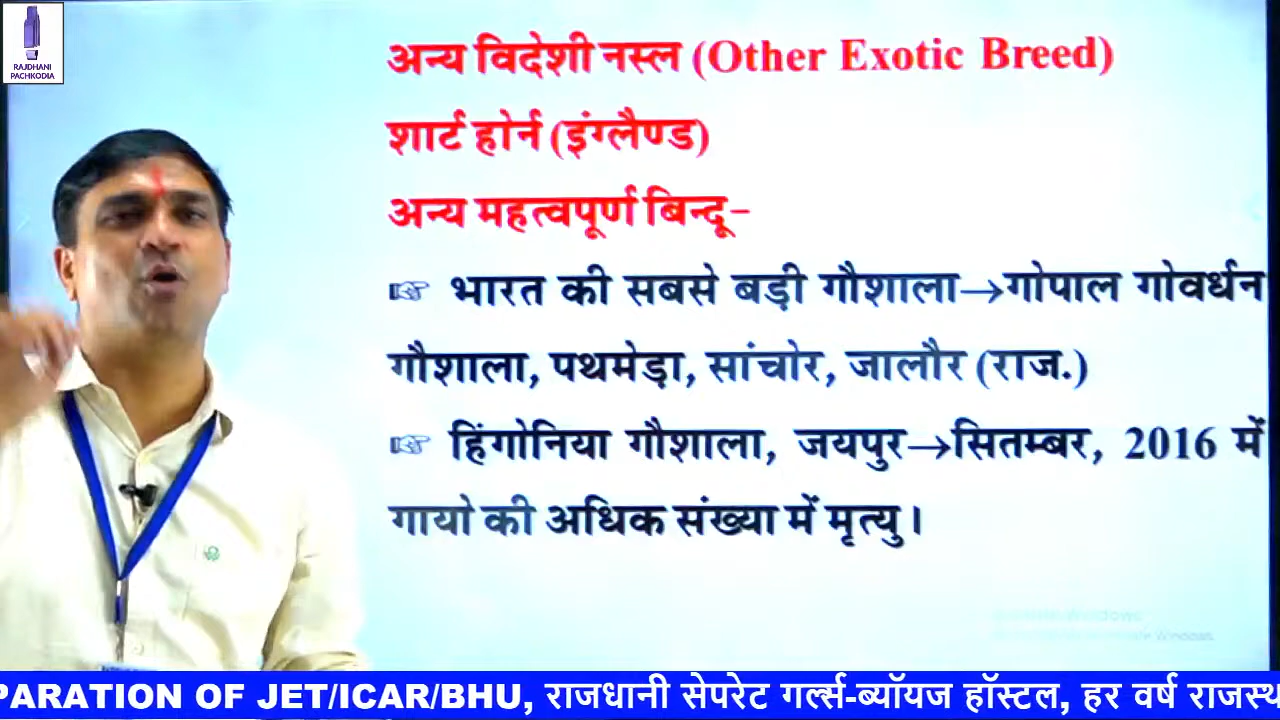 RAJDHANI
PACHKODIA
अन्य विदेशी नस्ल (Other Exotic Breed)
शार्ट होर्न (इंग्लैण्ड)
अन्य महत्वपूर्ण बिन्दू-
☞ भारत की सबसे बड़ी गौशाला→गोपाल गोवर्धन
गौशाला, पथमेड़ा, सांचोर, जालौर (राज.)
☞ हिंगोनिया गौशाला, जयपुर→सितम्बर, 2016 में
गायो की अधिक संख्या में मृत्यु।
PARATION OF JET/ICAR/BHU, राजधानी सेपरेट गर्ल्स-ब्यॉयज हॉस्टल, हर वर्ष राजस्थ